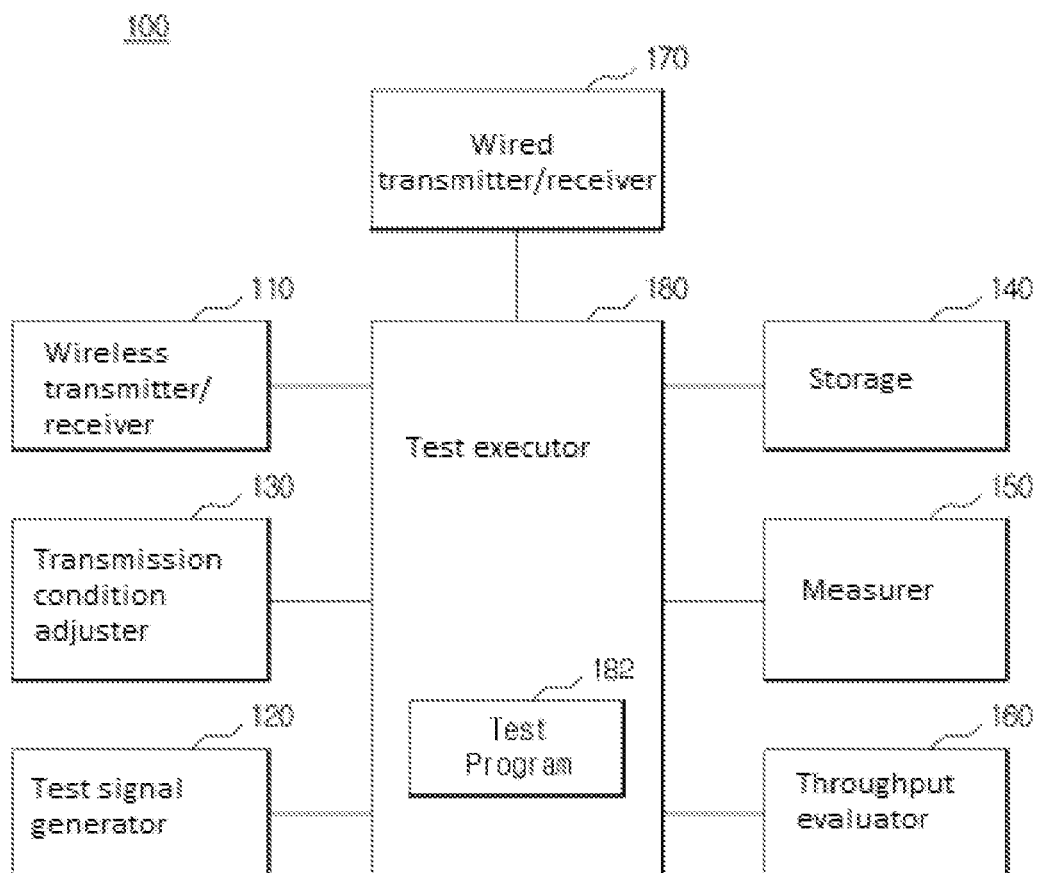 100
170
Wired
transmitter/receiver
110
Wireless
transmitter/
receiver
180
Test executor
140
Storage
130
Transmission
condition
adjuster
150
Measurer
182
Test
Program
120
Test signal
generator
160
Throughput
evaluator